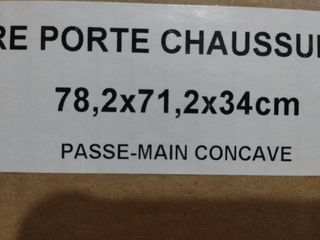 RE PORTE CHAUSSU
78,2x71,2x34cm
PASSE-MAIN CONCAVE